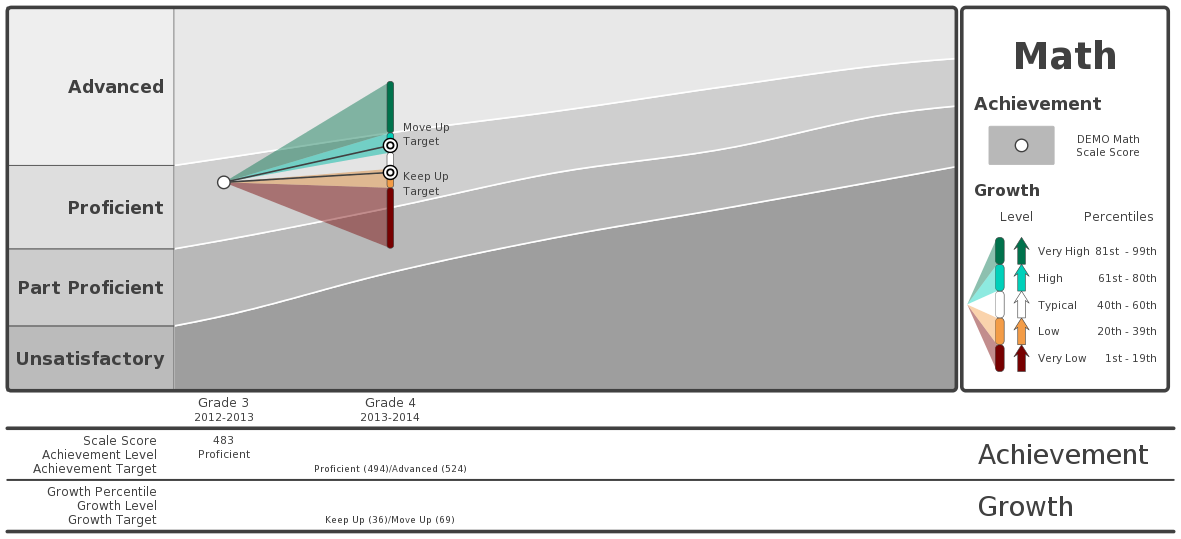 Advanced
Proficient
Part Proficient
Unsatisfactory
Move Up
Target
Keep Up
Target
Math
Achievement
DEMO Math
Scale Score
Growth
Level Percentiles
Very High 81st - 99th
High 61st - 80th
Typical 40th - 60th
Low 20th - 39th
Very Low 1st - 19th
Grade 3 Grade 4
2012-2013 2013-2014
Scale Score 483
Achievement Level Proficient
Achievement Target Proficient (494)/Advanced (524)
Achievement
Growth Percentile
Growth Level
Growth Target Keep Up (36)/Move Up (69)
Growth